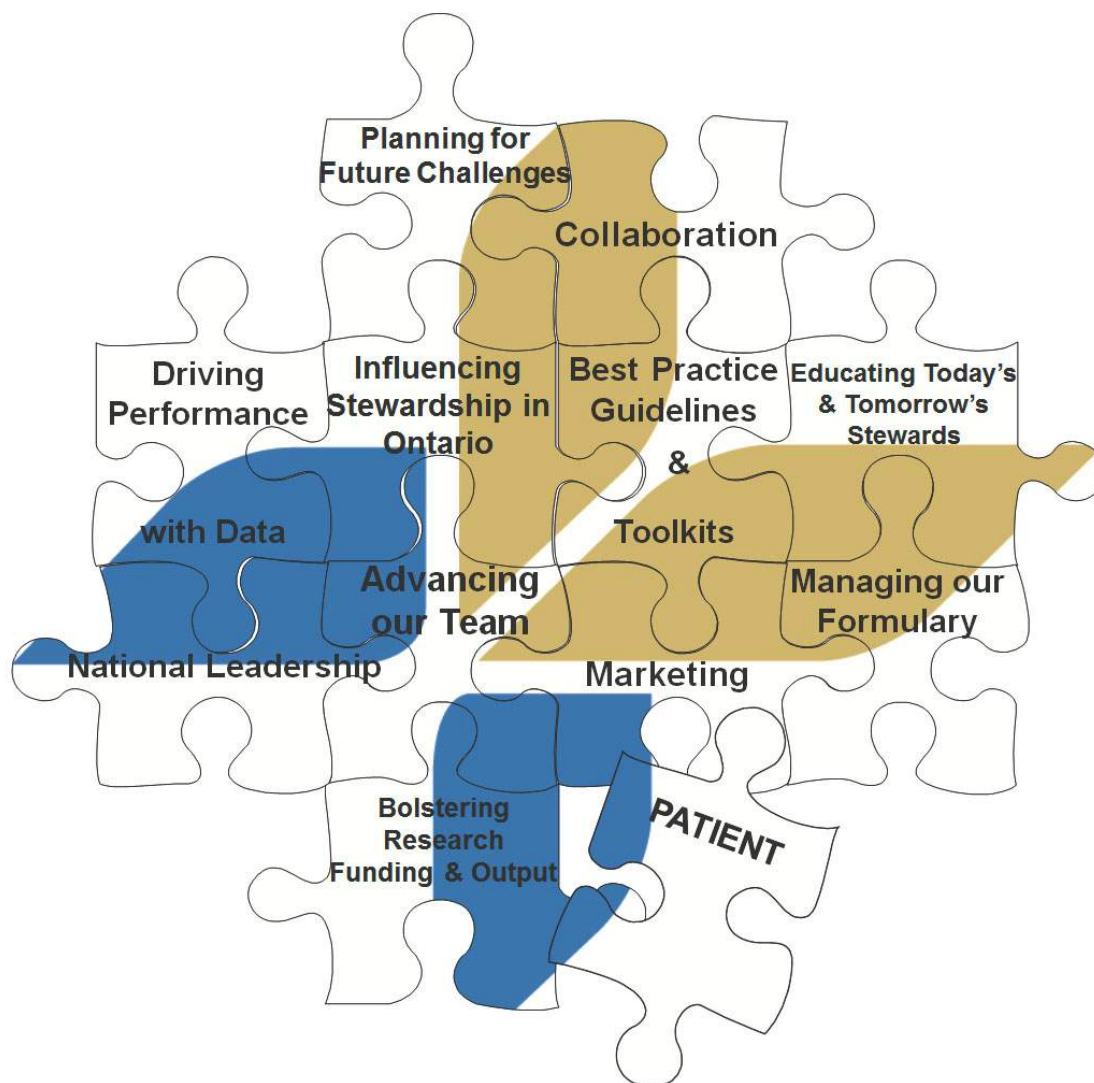 Planning for
Future Challenges
Collaboration
Driving
Performance
with Data
Influencing
Stewardship in
Ontario
Best Practice
Guidelines
&
Toolkits
Educating Today's
& Tomorrow's
Stewards
National Leadership
Advancing
our Team
Marketing
Managing our
Formulary
Bolstering
Research
Funding & Output
PATIENT